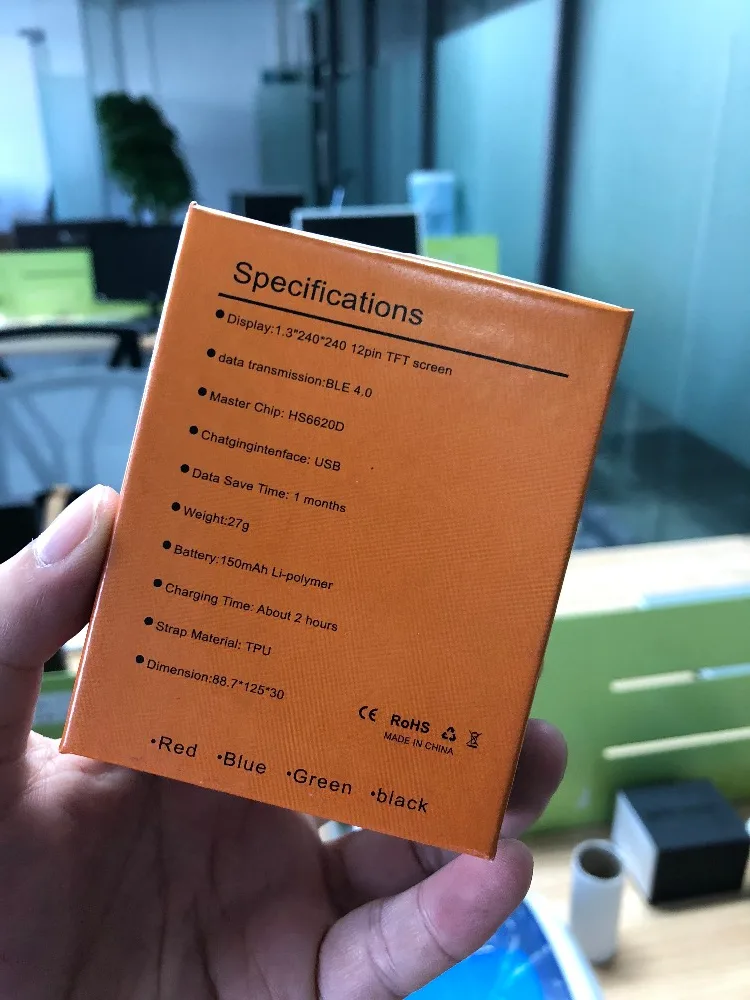 Specifications
●Display:1.3"240*240 12pin TFT screen
●data transmission:BLE 4.0
●Master Chip: HS6620D
●Chatgingintenface: USB
●Data Save Time: 1 months
●Weight:27g
●Battery:150mAh Li-polymer
●Charging Time: About 2 hours
●Strap Material: TPU
●Dimension:88.7*125*30
CE RoHS
MADE IN CHINA
•Red •Blue •Green •black